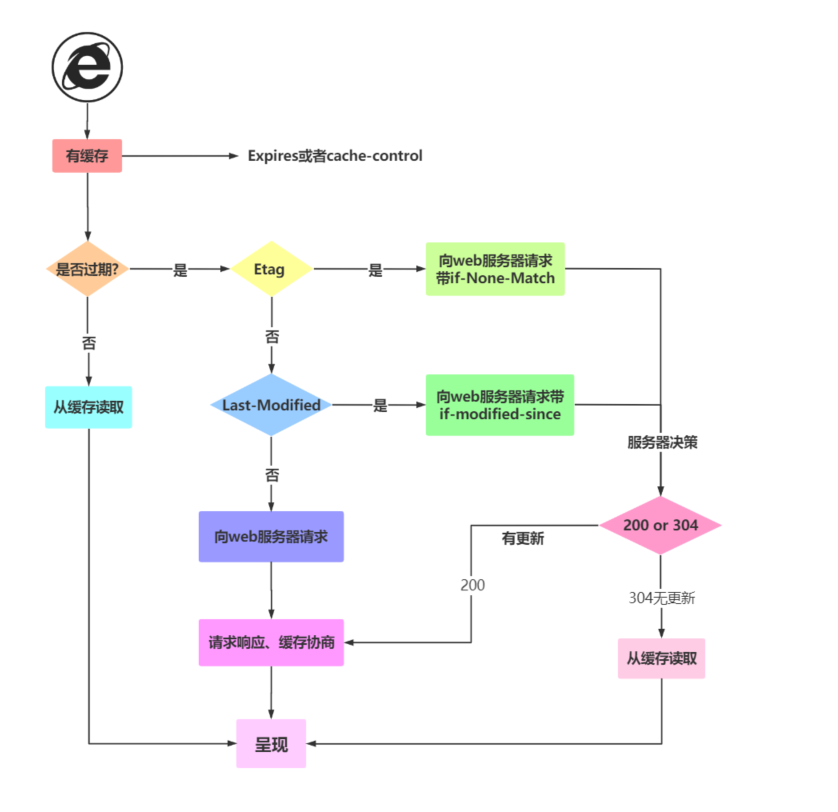 有缓存
Expires或者cache-control
是否过期?
是
Etag
是
向web服务器请求
带if-None-Match
否
否
从缓存读取
Last-Modified
是
向web服务器请求带
if-modified-since
服务器决策
否
向web服务器请求
200 or 304
有更新
200
304无更新
请求响应、缓存协商
从缓存读取
呈现